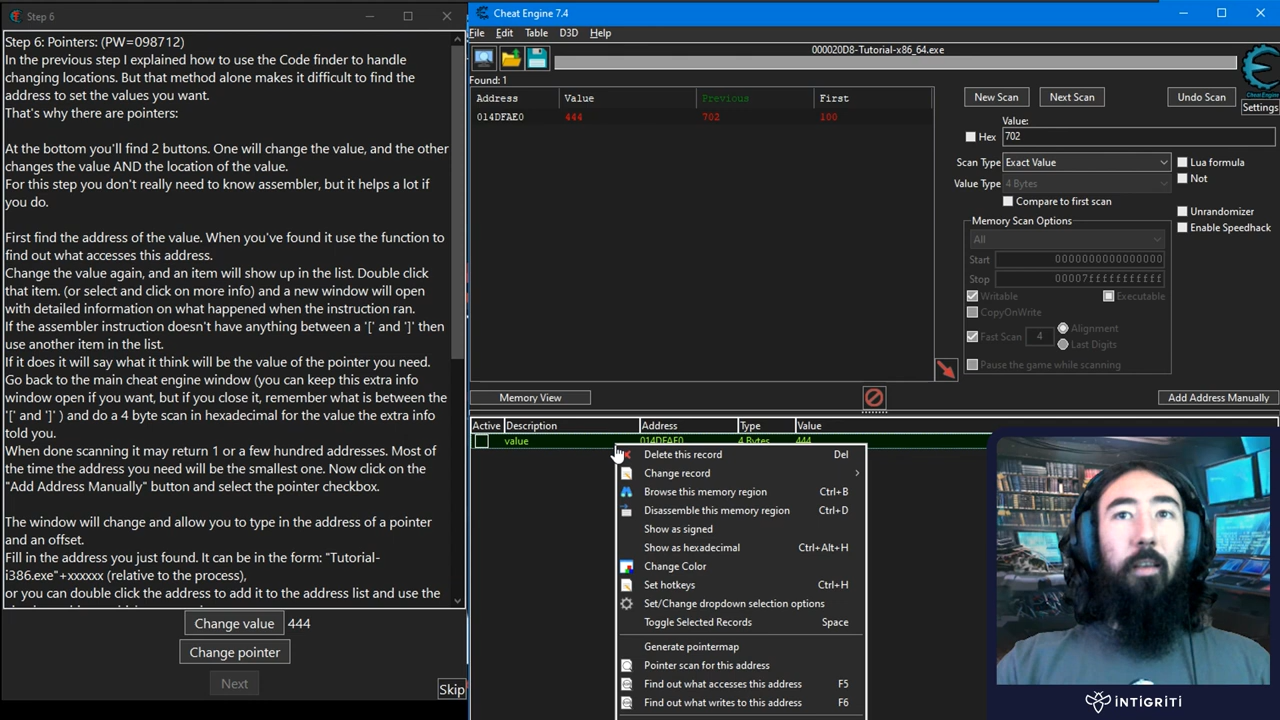 Step 6
Step 6: Pointers: (PW=098712)
In the previous step I explained how to use the Code finder to handle
changing locations. But that method alone makes it difficult to find the
address to set the values you want.
That's why there are pointers:
At the bottom you'll find 2 buttons. One will change the value, and the other
changes the value AND the location of the value.
For this step you don't really need to know assembler, but it helps a lot if
you do.
First find the address of the value. When you've found it use the function to
find out what accesses this address.
Change the value again, and an item will show up in the list. Double click
that item. (or select and click on more info) and a new window will open
with detailed information on what happened when the instruction ran.
If the assembler instruction doesn't have anything between a '[' and ']' then
use another item in the list.
If it does it will say what it think will be the value of the pointer you need.
Go back to the main cheat engine window (you can keep this extra info
window open if you want, but if you close it, remember what is between the
'[' and ']' ) and do a 4 byte scan in hexadecimal for the value the extra info
told you.
When done scanning it may return 1 or a few hundred addresses. Most of
the time the address you need will be the smallest one. Now click on the
"Add Address Manually" button and select the pointer checkbox.
The window will change and allow you to type in the address of a pointer
and an offset.
Fill in the address you just found. It can be in the form: "Tutorial-
i386.exe"+xxxxxx (relative to the process),
or you can double click the address to add it to the address list and use the
Change value 444
Change pointer
Next
Skip
Cheat Engine 7.4
File Edit Table D3D Help
000020D8-Tutorial-x86_64.exe
Found: 1
Address Value Previous First
014DFAE0 444 702 100
Cheat Engine
Settings
New Scan Next Scan Undo Scan
Value:
Hex 702
Scan Type Exact Value Lua formula
Value Type 4 Bytes Not
Compare to first scan
Memory Scan Options
Unrandomizer
Enable Speedhack
All
Start 0000000000000000
Stop 00007fffffffffff
Writable Executable
CopyOnWrite
Fast Scan 4 Alignment
Last Digits
Pause the game while scanning
Memory View
Add Address Manually
Active Description Address Type Value
value 014DFAE0 4 Bytes 444
Delete this record Del
Change record
Browse this memory region Ctrl+B
Disassemble this memory region Ctrl+D
Show as signed
Show as hexadecimal Ctrl+Alt+H
Change Color
Set hotkeys Ctrl+H
Set/Change dropdown selection options
Toggle Selected Records Space
Generate pointermap
Pointer scan for this address
Find out what accesses this address F5
Find out what writes to this address F6
INTIGRITI